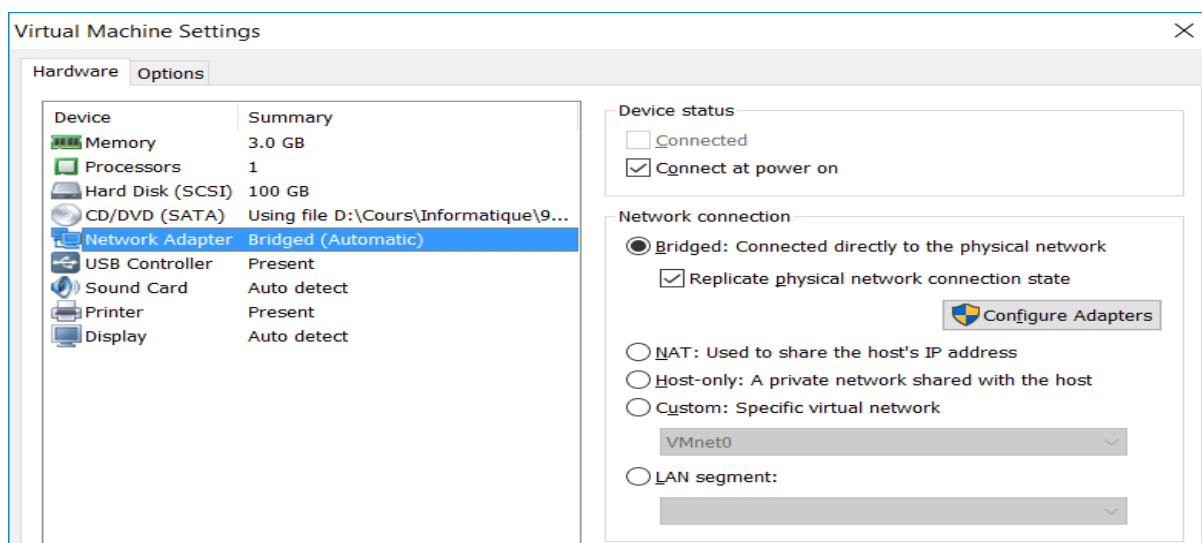 Virtual Machine Settings
Hardware Options
Device Summary
Memory 3.0 GB
Processors 1
Hard Disk (SCSI) 100 GB
CD/DVD (SATA) Using file D:\Cours\Informatique\9...
Network Adapter Bridged (Automatic)
USB Controller Present
Sound Card Auto detect
Printer Present
Display Auto detect
Device status
Connected
Connect at power on
Network connection
Bridged: Connected directly to the physical network
Replicate physical network connection state
Configure Adapters
NAT: Used to share the host's IP address
Host-only: A private network shared with the host
Custom: Specific virtual network
VMnet0
LAN segment: